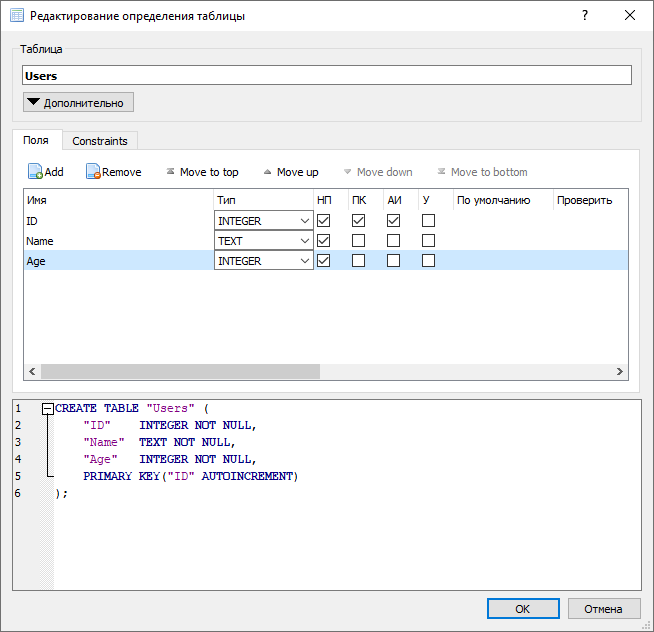 Редактирование определения таблицы
?
Таблица
Users
Дополнительно
Поля Constraints
Add Remove Move to top Move up Move down Move to bottom
Имя Тип НП ПК АИ У По умолчанию Проверить
ID INTEGER
Name TEXT
Age INTEGER
1 CREATE TABLE "Users" (
2 "ID" INTEGER NOT NULL,
3 "Name" TEXT NOT NULL,
4 "Age" INTEGER NOT NULL,
5 PRIMARY KEY("ID" AUTOINCREMENT)
6 );
OK Отмена